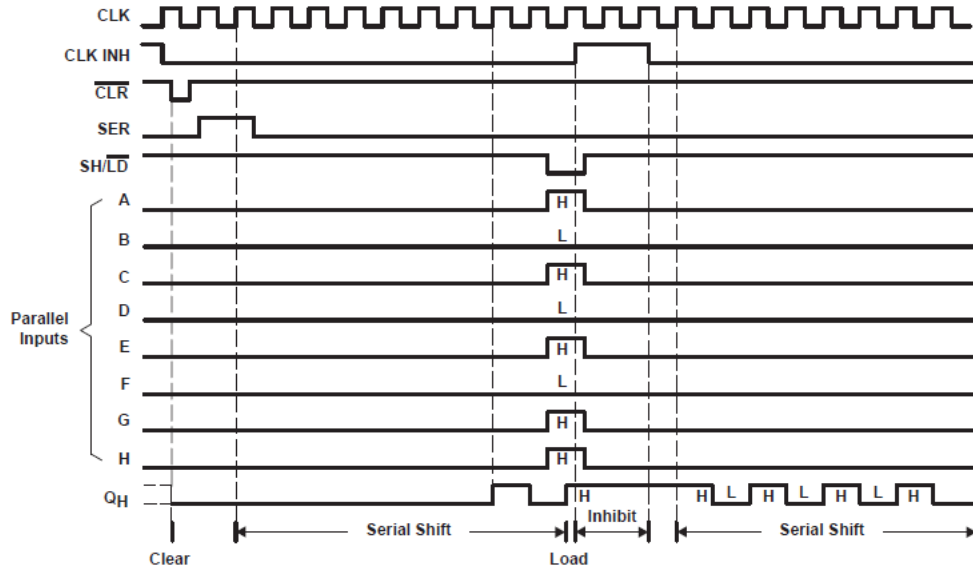 CLK
CLK INH
CLR
SER
SH/LD
A
H
B
L
C
H
D
L
E
H
F
L
G
H
H
H
Parallel
Inputs
QH
H
H
L
H
L
H
L
H
Inhibit
Serial Shift
Serial Shift
Clear
Load